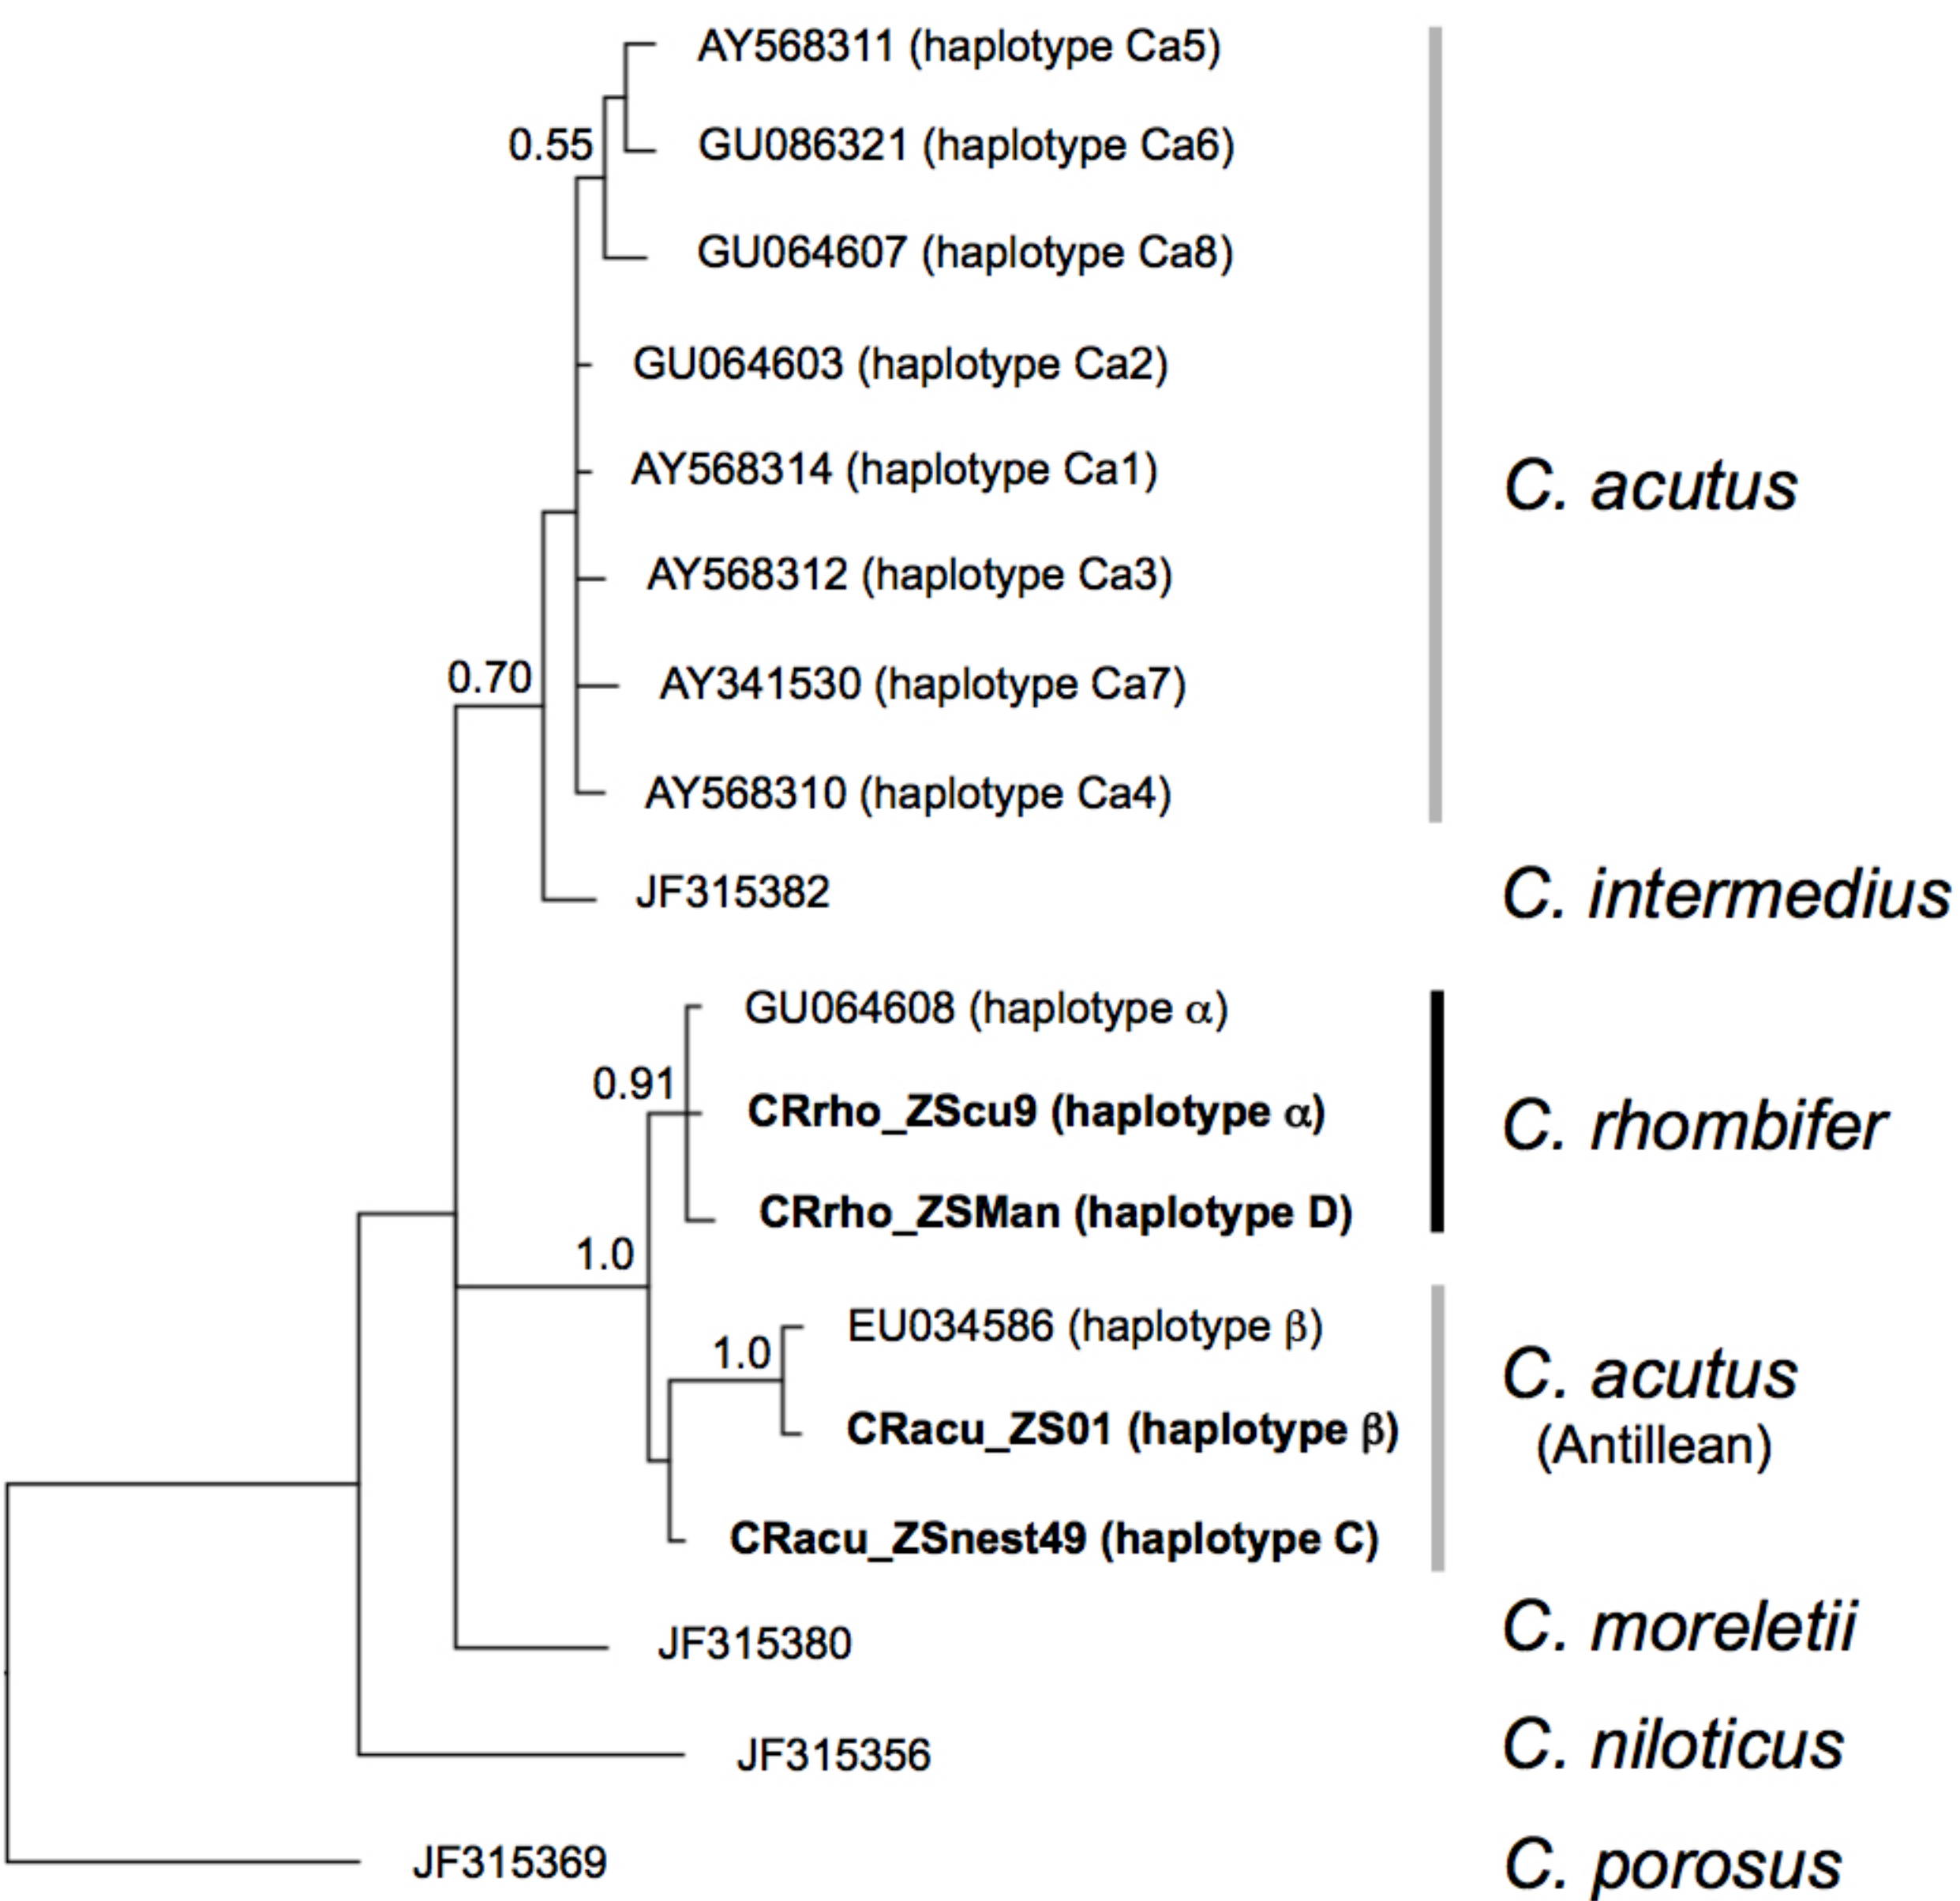 AY568311 (haplotype Ca5)
0.55
GU086321 (haplotype Ca6)
GU064607 (haplotype Ca8)
GU064603 (haplotype Ca2)
AY568314 (haplotype Ca1)
C. acutus
AY568312 (haplotype Ca3)
0.70
AY341530 (haplotype Ca7)
AY568310 (haplotype Ca4)
JF315382
C. intermedius
GU064608 (haplotype α)
0.91
CRrho_ZScu9 (haplotype α)
C. rhombifer
CRrho_ZSMan (haplotype D)
1.0
EU034586 (haplotype β)
1.0
C. acutus
(Antillean)
CRacu_ZS01 (haplotype β)
CRacu_ZSnest49 (haplotype C)
JF315380
C. moreletii
JF315356
C. niloticus
JF315369
C. porosus